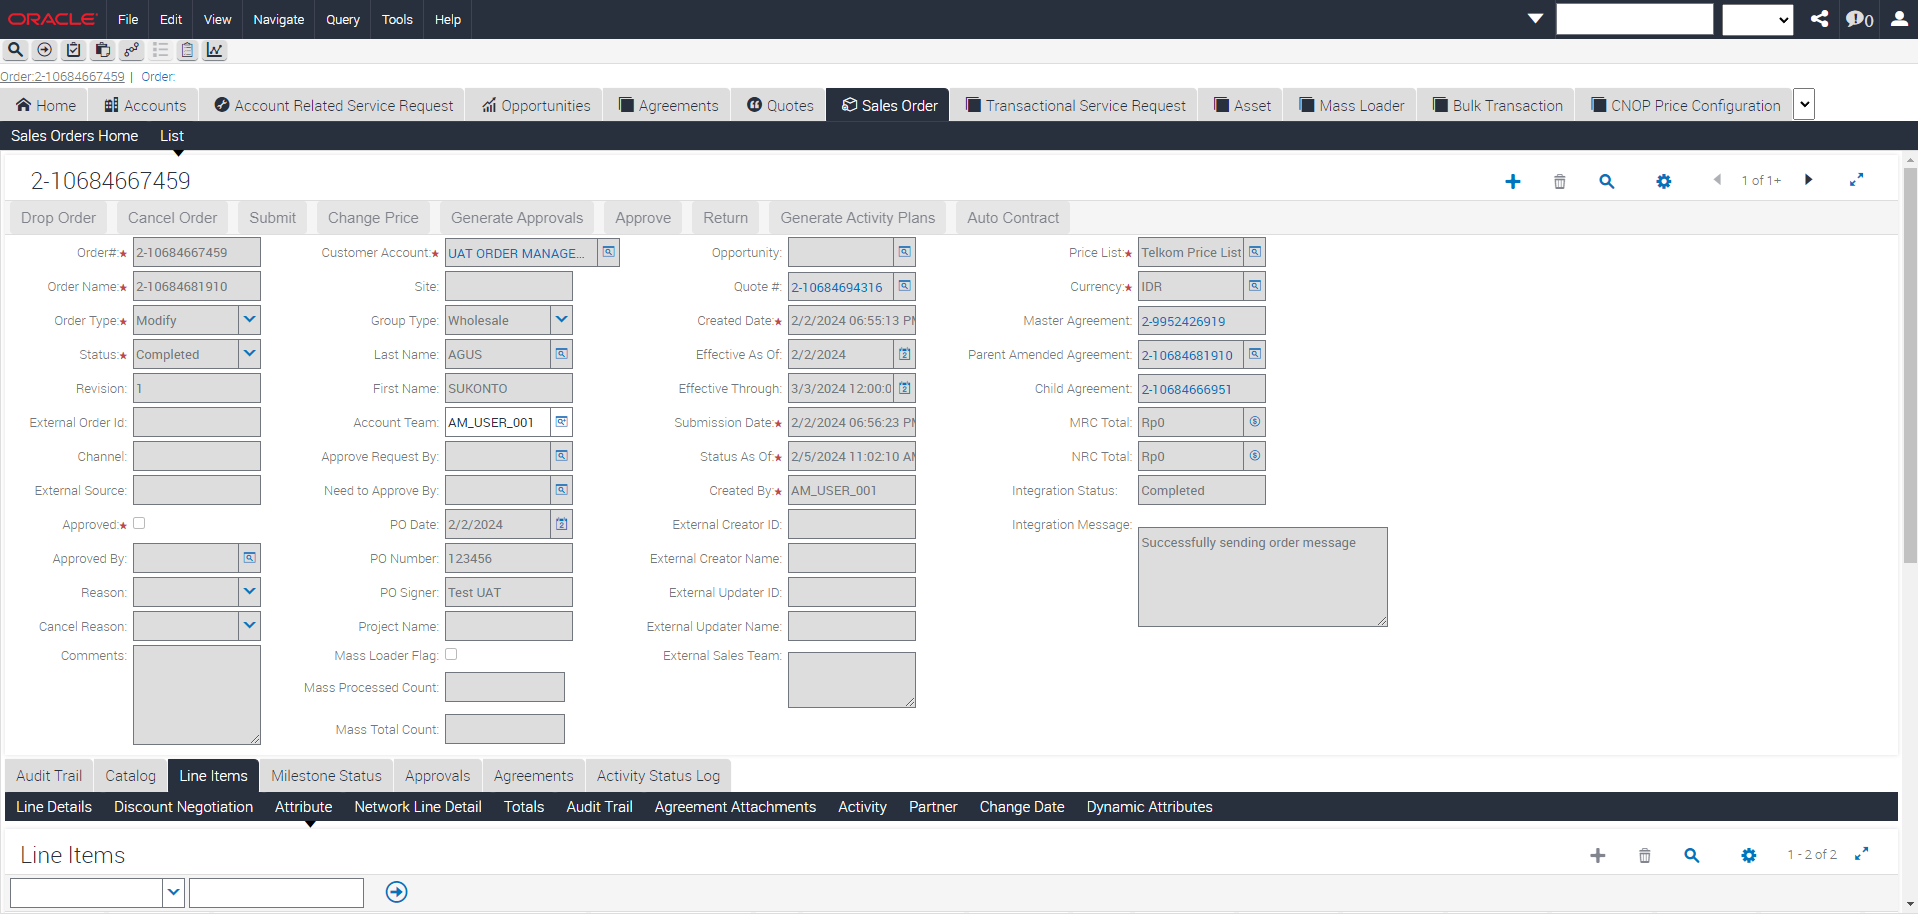 ORACLE File Edit View Navigate Query Tools Help 0
Order:2-10684667459 | Order:
Home Accounts Account Related Service Request Opportunities Agreements Quotes Sales Order Transactional Service Request Asset Mass Loader Bulk Transaction CNOP Price Configuration
Sales Orders Home List
2-10684667459 1 of 1+
Drop Order Cancel Order Submit Change Price Generate Approvals Approve Return Generate Activity Plans Auto Contract
Order#:★ 2-10684667459 Customer Account:★ UAT ORDER MANAGE... Opportunity: Price List:★ Telkom Price List
Order Name:★ 2-10684681910 Site: Quote #: 2-10684694316 Currency:★ IDR
Order Type:★ Modify Group Type: Wholesale Created Date:★ 2/2/2024 06:55:13 PM Master Agreement: 2-9952426919
Status:★ Completed Last Name: AGUS Effective As Of: 2/2/2024 Parent Amended Agreement: 2-10684681910
Revision: 1 First Name: SUKONTO Effective Through: 3/3/2024 12:00:0 Child Agreement: 2-10684666951
External Order Id: Account Team: AM_USER_001 Submission Date:★ 2/2/2024 06:56:23 PM MRC Total: Rp0
Channel: Approve Request By: Status As Of:★ 2/5/2024 11:02:10 AM NRC Total: Rp0
External Source: Need to Approve By: Created By:★ AM_USER_001 Integration Status: Completed
Approved:★ PO Date: 2/2/2024 External Creator ID: Integration Message: Successfully sending order message
Approved By: PO Number: 123456 External Creator Name:
Reason: PO Signer: Test UAT External Updater ID:
Cancel Reason: Project Name: External Updater Name:
Comments: Mass Loader Flag: External Sales Team:
Mass Processed Count:
Mass Total Count:
Audit Trail Catalog Line Items Milestone Status Approvals Agreements Activity Status Log
Line Details Discount Negotiation Attribute Network Line Detail Totals Audit Trail Agreement Attachments Activity Partner Change Date Dynamic Attributes
Line Items 1 - 2 of 2